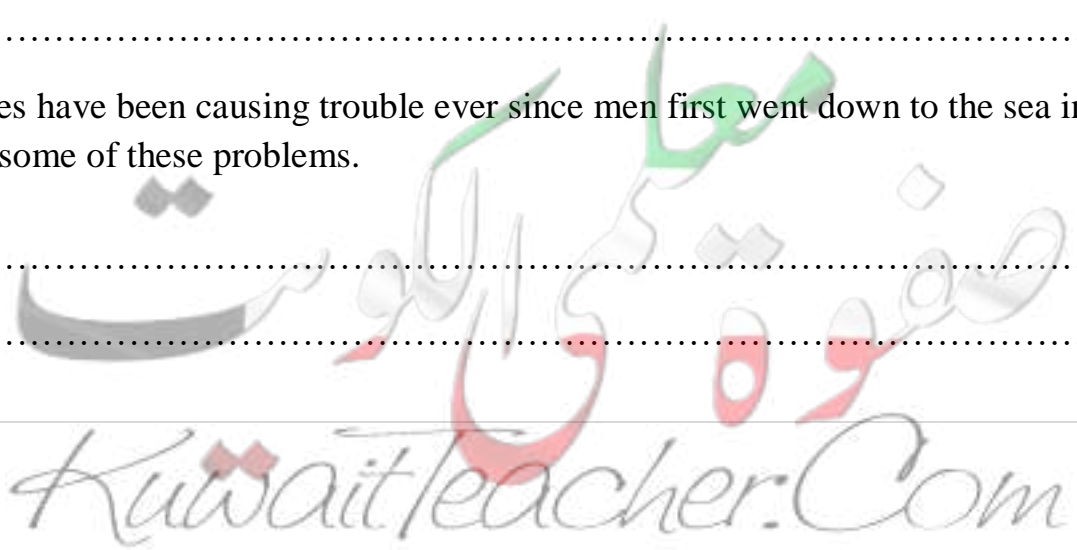 ……………………………………………………………………………………
es have been causing trouble ever since men first went down to the sea in
some of these problems.
……………………………………………………………………………………
……………………………………………………………………………………
صفوة معلمى الكويت
KuwaitTeacher.Com